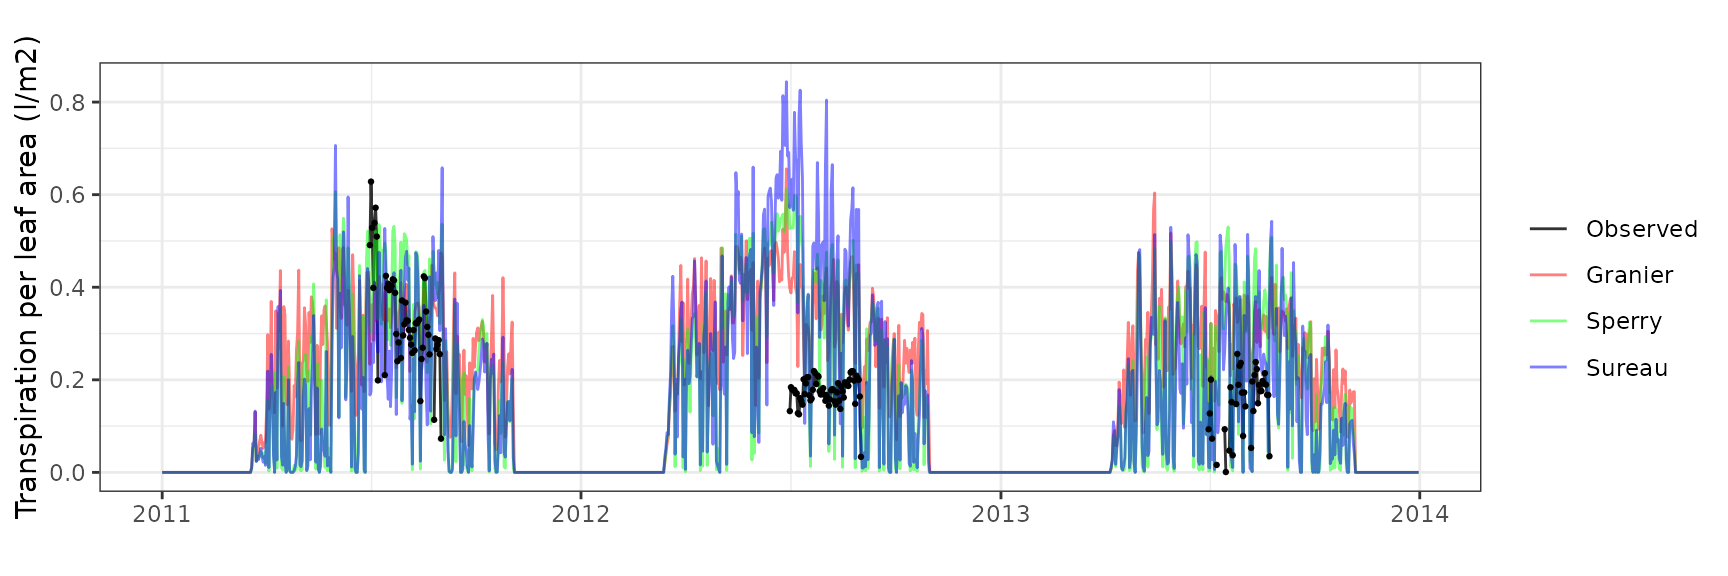 Transpiration per leaf area (l/m2)
0.8
0.6
0.4
0.2
0.0
2011
2012
2013
2014
Observed
Granier
Sperry
Sureau